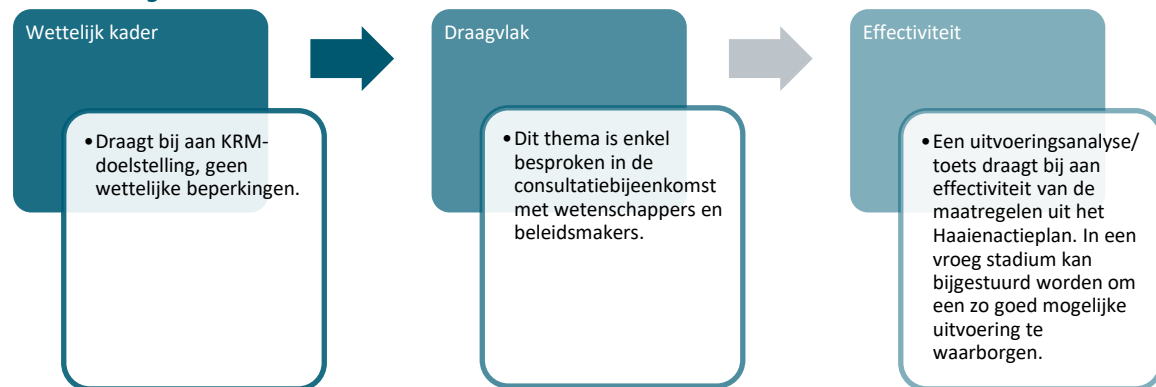 Wettelijk kader
•Draagt bij aan KRM-
doelstelling, geen
wettelijke beperkingen.
Draagvlak
•Dit thema is enkel
besproken in de
consultatiebijeenkomst
met wetenschappers en
beleidsmakers.
Effectiviteit
•Een uitvoeringsanalyse/
toets draagt bij aan
effectiviteit van de
maatregelen uit het
Haaienactieplan. In een
vroeg stadium kan
bijgestuurd worden om
een zo goed mogelijke
uitvoering te
waarborgen.